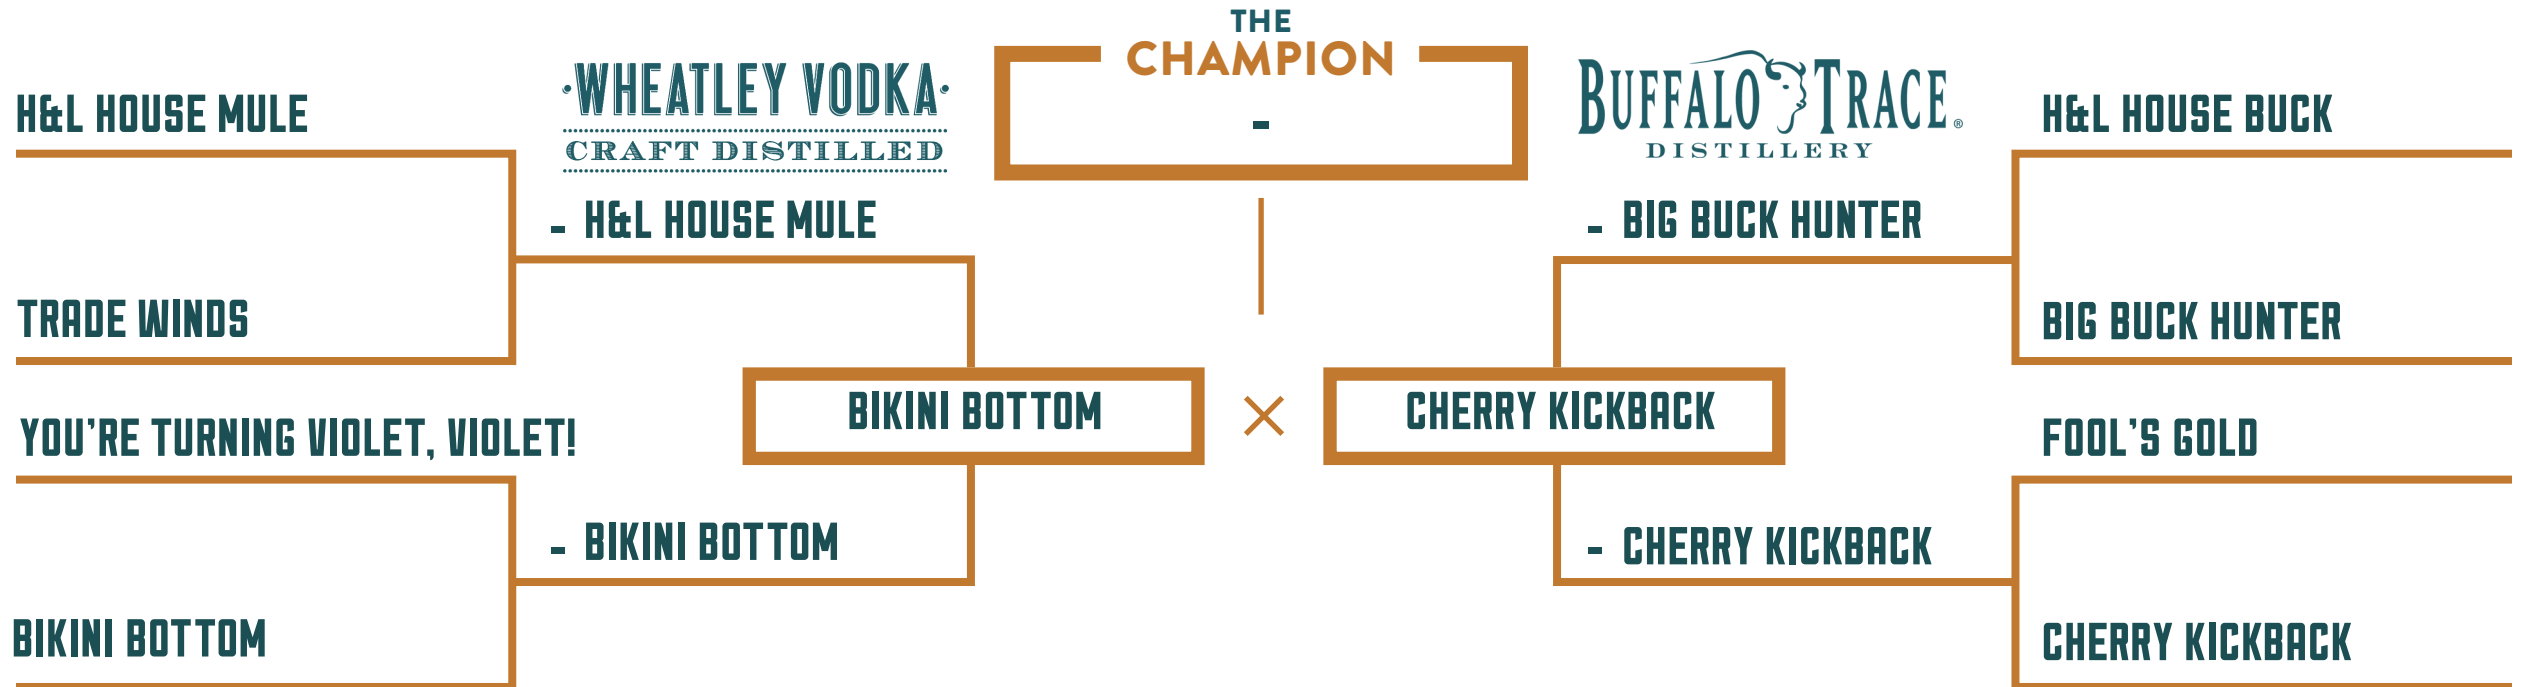 THE
CHAMPION
-
·WHEATLEY VODKA·
CRAFT DISTILLED
BUFFALO TRACE®
DISTILLERY
H&L HOUSE MULE
TRADE WINDS
YOU'RE TURNING VIOLET, VIOLET!
BIKINI BOTTOM
- H&L HOUSE MULE
- BIKINI BOTTOM
BIKINI BOTTOM
×
CHERRY KICKBACK
- BIG BUCK HUNTER
- CHERRY KICKBACK
H&L HOUSE BUCK
BIG BUCK HUNTER
FOOL'S GOLD
CHERRY KICKBACK